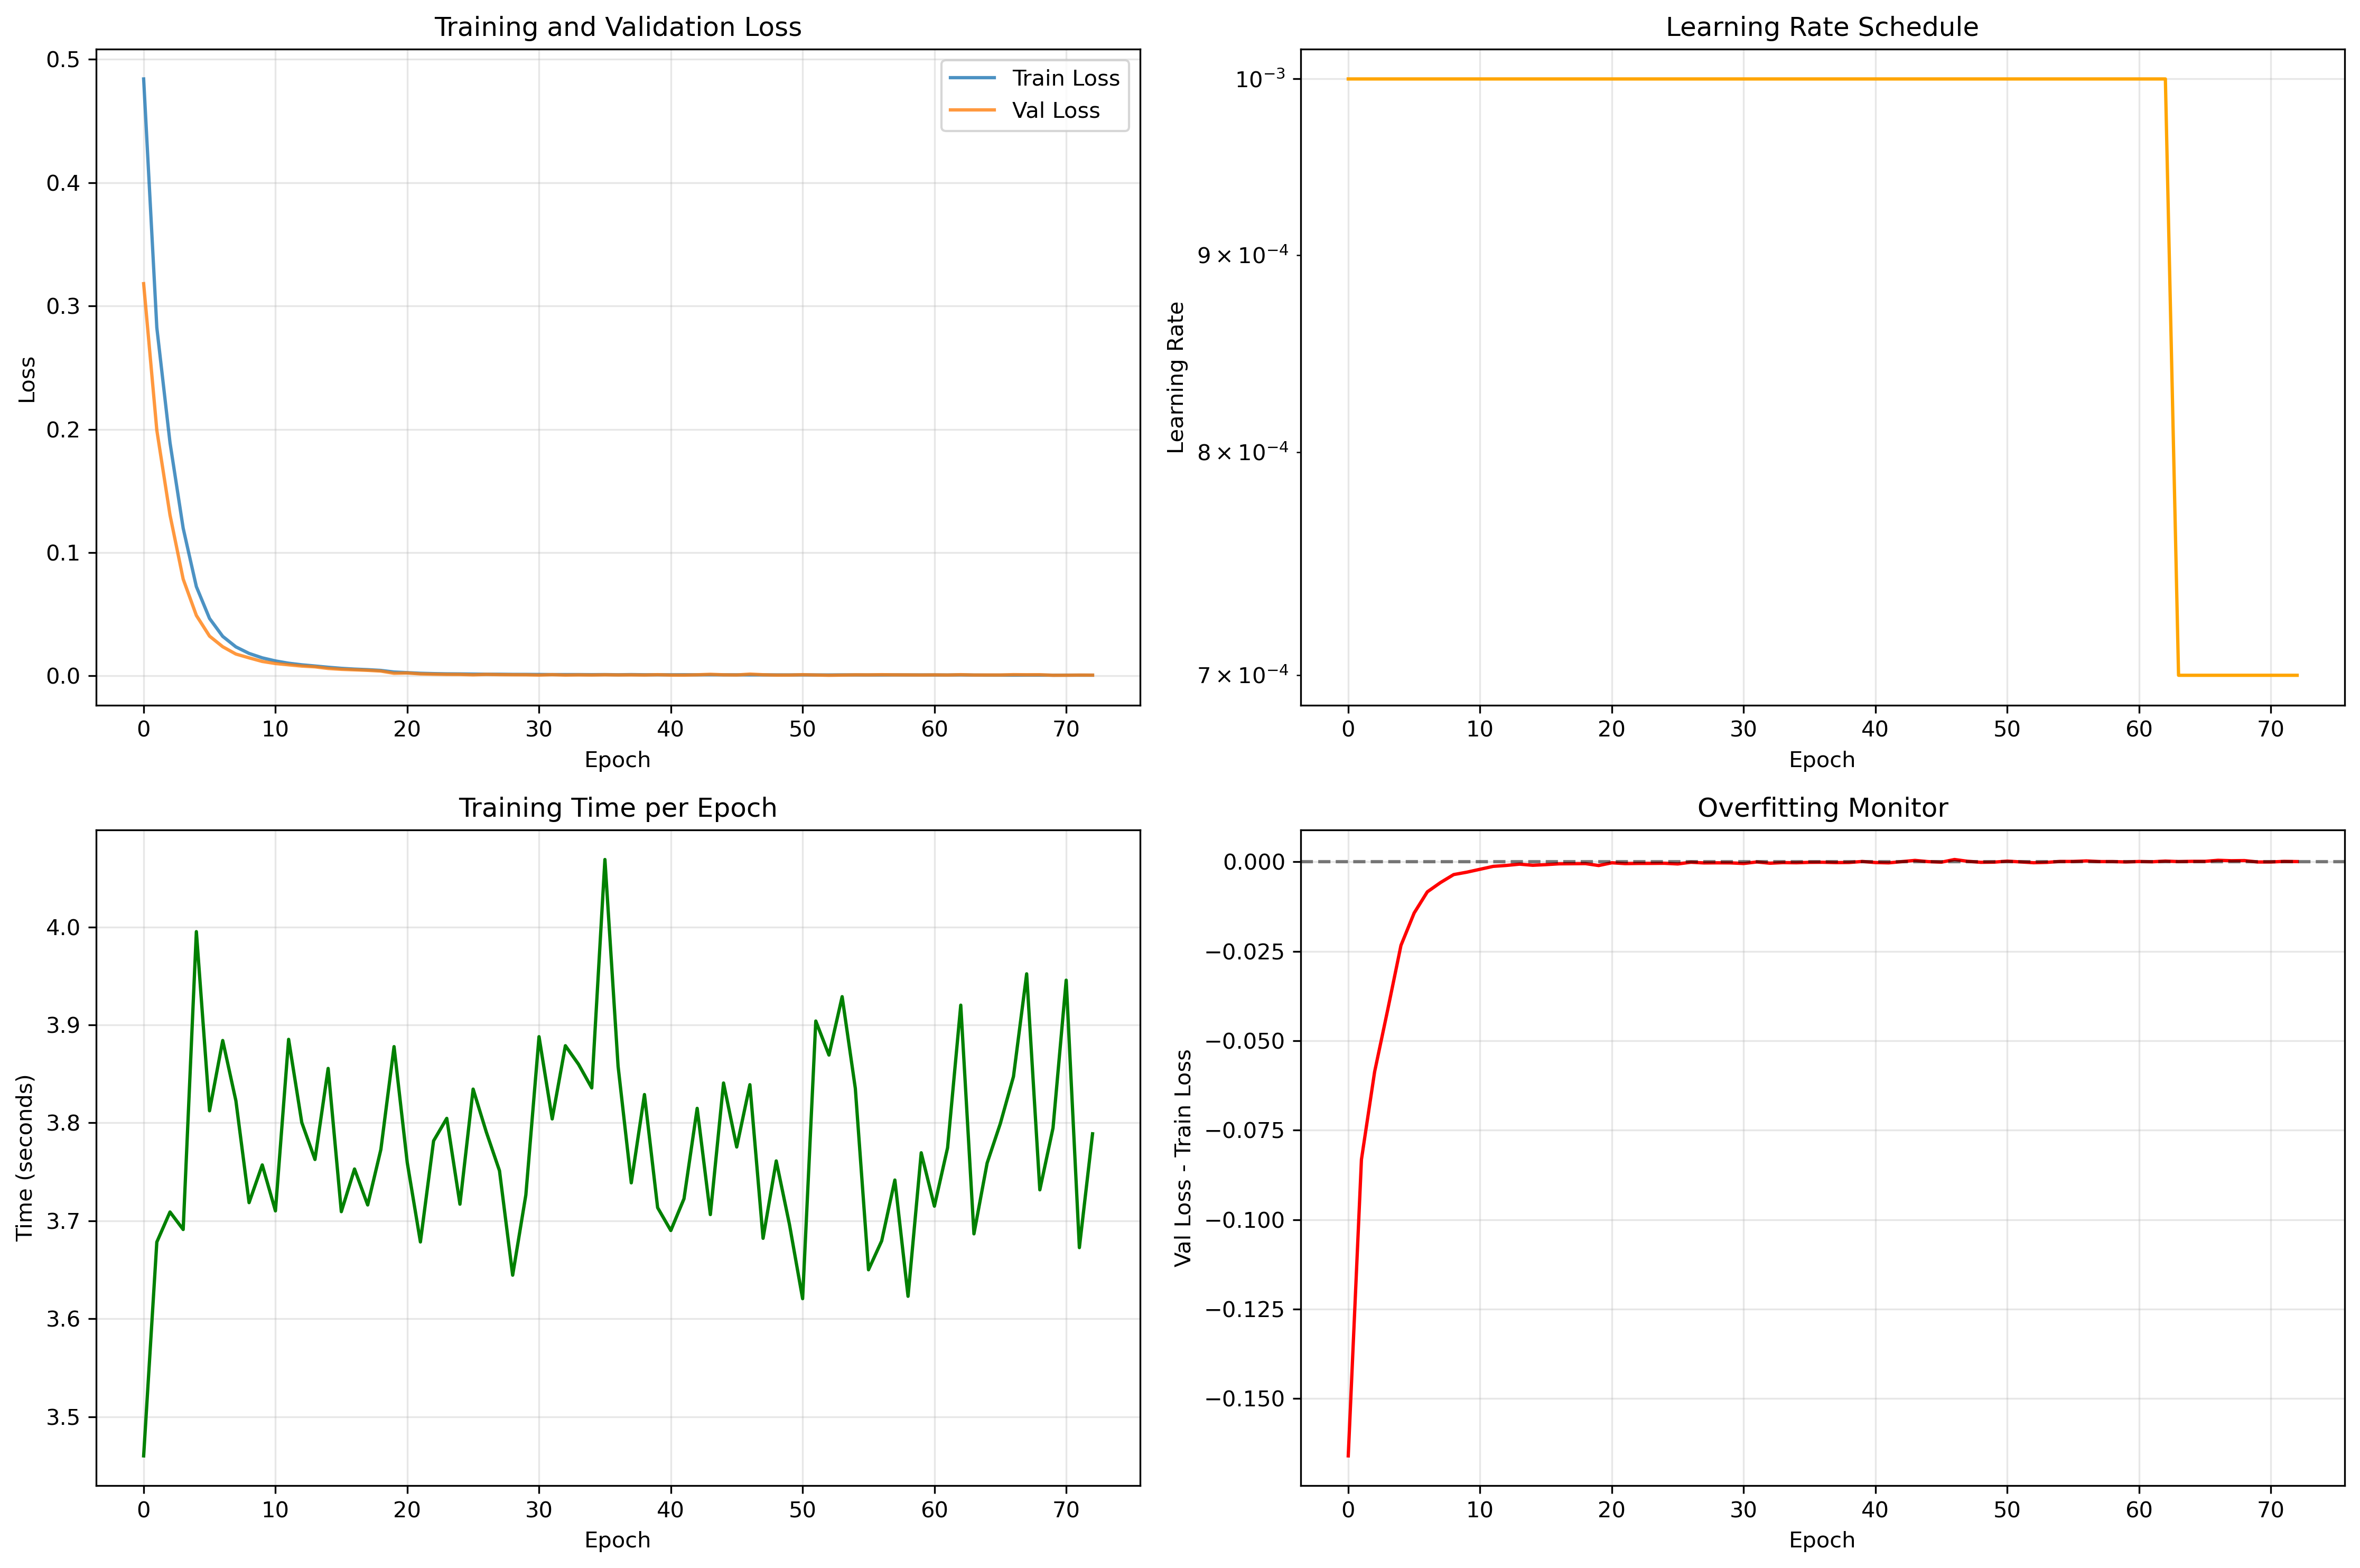 Training and Validation Loss
Loss
0.5
0.4
0.3
0.2
0.1
0.0
Train Loss
Val Loss
0 10 20 30 40 50 60 70
Epoch
Learning Rate Schedule
Learning Rate
10⁻³
9 × 10⁻⁴
8 × 10⁻⁴
7 × 10⁻⁴
0 10 20 30 40 50 60 70
Epoch
Training Time per Epoch
Time (seconds)
4.0
3.9
3.8
3.7
3.6
3.5
0 10 20 30 40 50 60 70
Epoch
Overfitting Monitor
Val Loss - Train Loss
0.000
−0.025
−0.050
−0.075
−0.100
−0.125
−0.150
0 10 20 30 40 50 60 70
Epoch